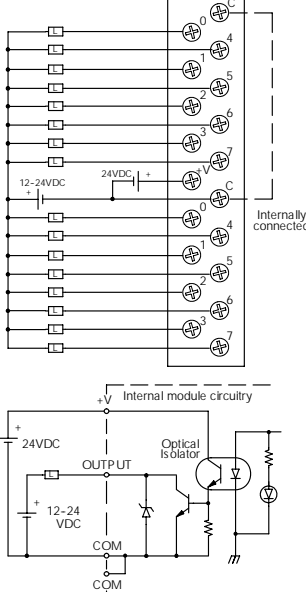 C
L 0
L 4
L 1
L 5
L 2
L 6
L 3
L 7
24VDC + +V
12-24VDC + C
Internally
connected
L 0
L 4
L 1
L 5
L 2
L 6
L 3
L 7
Internal module circuitry
+V
+ 24VDC
Optical
Isolator
L OUTPUT
+ 12-24
VDC
COM
COM